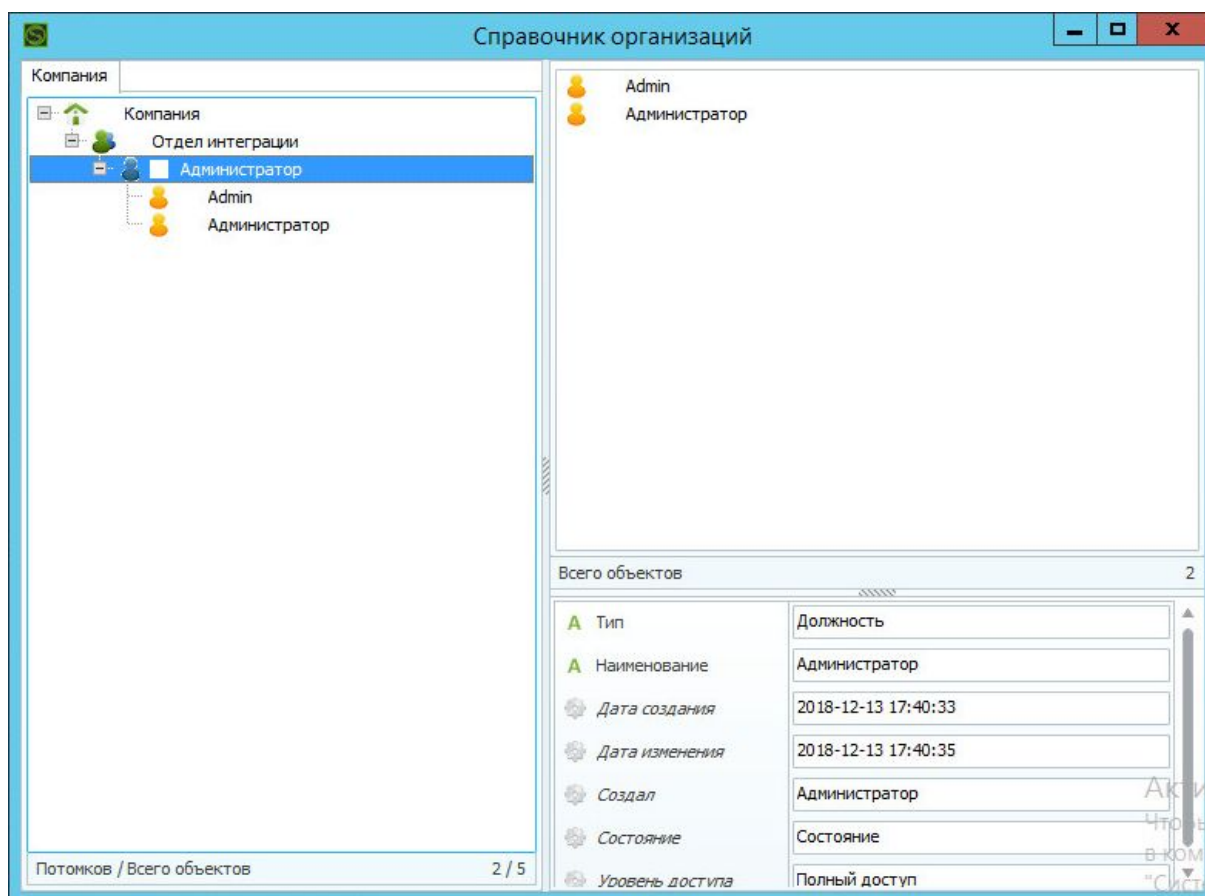 Справочник организаций
Компания
Компания
Отдел интеграции
Администратор
Admin
Администратор
Потомков / Всего объектов 2 / 5
Admin
Администратор
Всего объектов 2
A Тип Должность
A Наименование Администратор
Дата создания 2018-12-13 17:40:33
Дата изменения 2018-12-13 17:40:35
Создал Администратор
Состояние Состояние
Уровень доступа Полный доступ